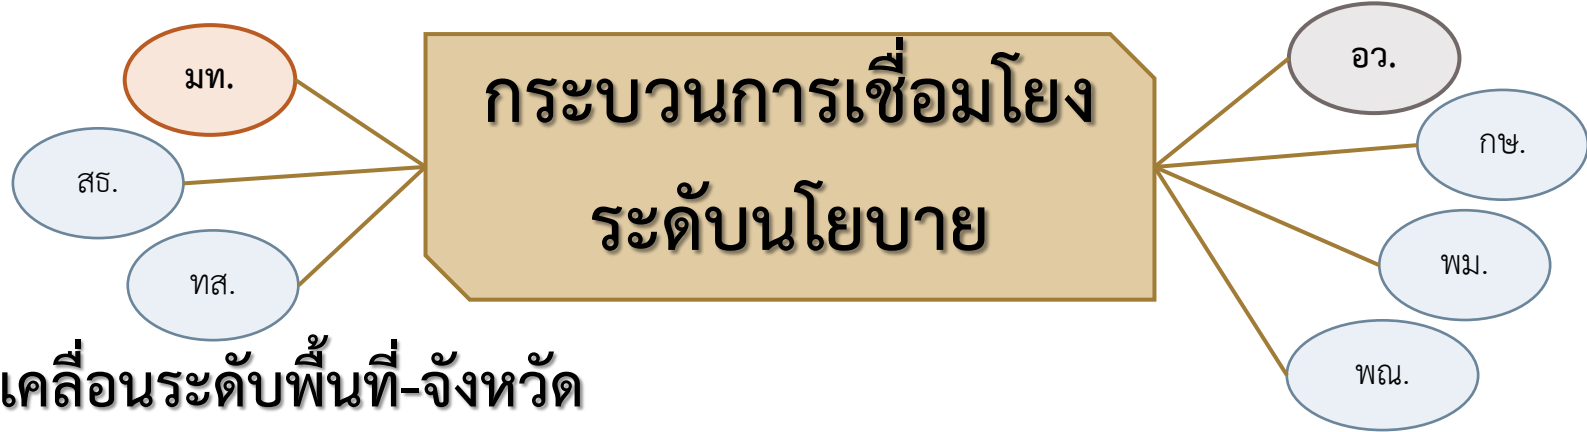 มท.
สธ.
ทส.
กระบวนการเชื่อมโยง
ระดับนโยบาย
อว.
กษ.
พม.
พณ.
เคลื่อนระดับพื้นที่-จังหวัด